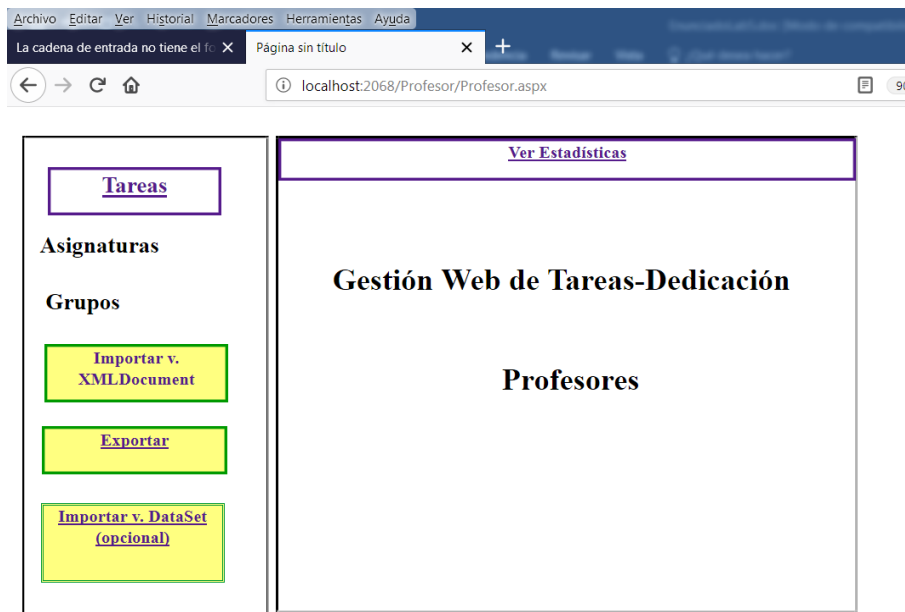 Archivo Editar Ver Historial Marcadores Herramientas Ayuda
La cadena de entrada no tiene el fo
Página sin título
localhost:2068/Profesor/Profesor.aspx
90
Ver Estadísticas
Tareas
Asignaturas
Grupos
Importar v.
XMLDocument
Exportar
Importar v. DataSet
(opcional)
Gestión Web de Tareas-Dedicación
Profesores